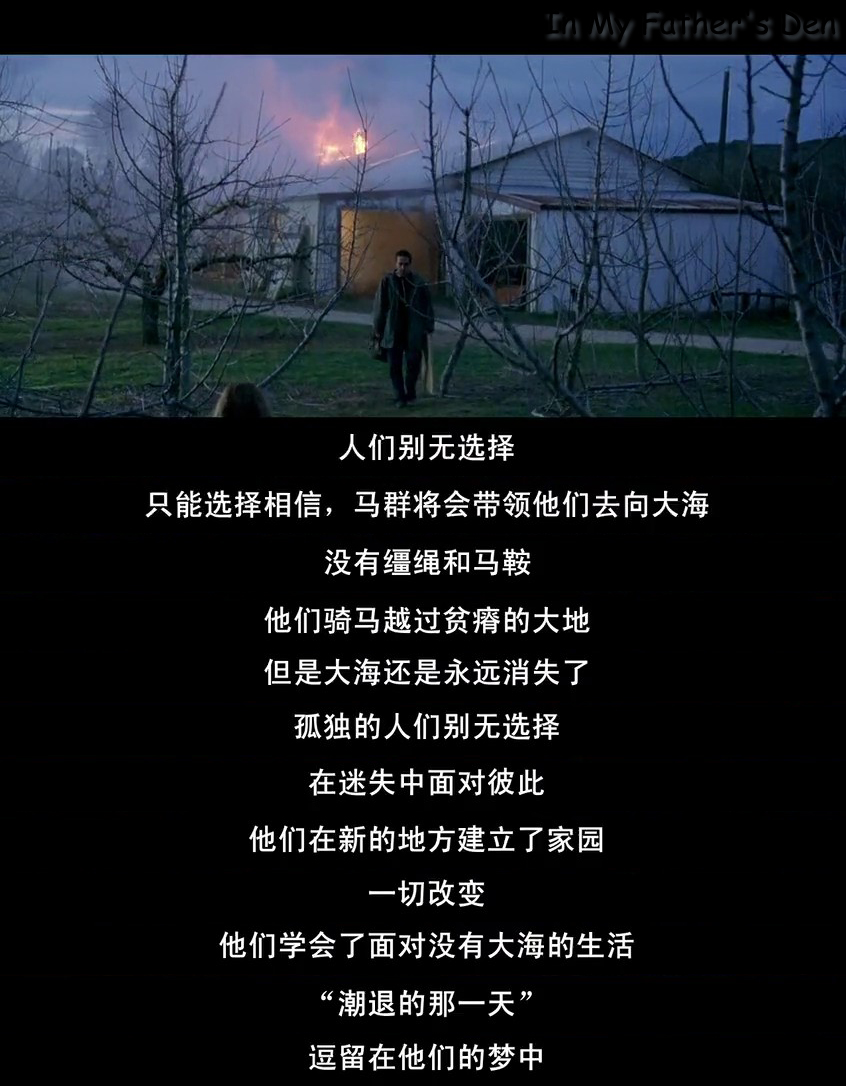 In My Father's Den
人们别无选择
只能选择相信，马群将会带领他们去向大海
没有缰绳和马鞍
他们骑马越过贫瘠的大地
但是大海还是永远消失了
孤独的人们别无选择
在迷失中面对彼此
他们在新的地方建立了家园
一切改变
他们学会了面对没有大海的生活
“潮退的那一天”
逗留在他们的梦中